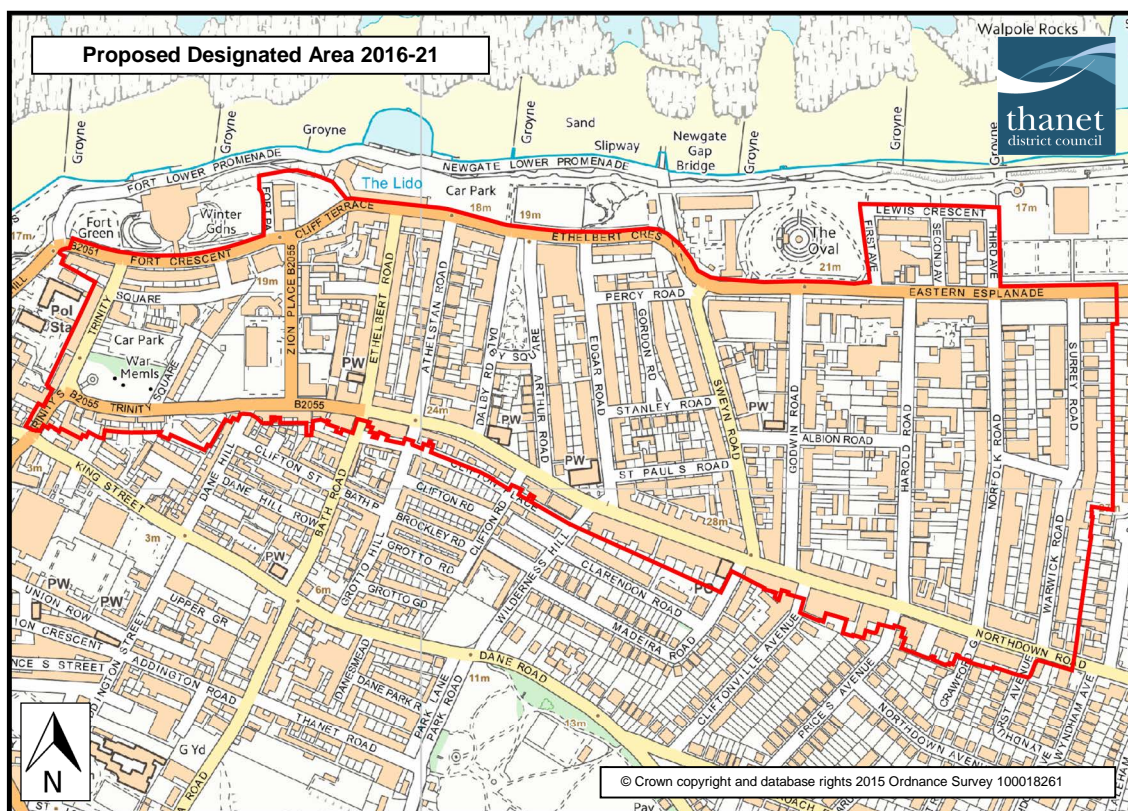 Proposed Designated Area 2016-21
Walpole Rocks
thanet
district council
Groyne
Groyne
Groyne
Groyne
Groyne
Sand
Slipway
Newgate
Gap
Bridge
FORT LOWER PROMENADE
NEWGATE LOWER PROMENADE
The Lido
Car Park
18m
19m
17m
17m
Fort
Green
Winter
Gdns
CLIFF TERRACE
ETHELBERT CRES
The
Oval
21m
LEWIS CRESCENT
FIRST AVE
SECOND AV
THIRD AVE
B2051
FORT CRESCENT
19m
EASTERN ESPLANADE
SQUARE
TRINITY
Car Park
War
Memls
SQUARE
ZION PLACE B2055
ETHELBERT ROAD
ATHELSTAN ROAD
DALBY SQUARE
DALBY RD
ARTHUR ROAD
EDGAR ROAD
PERCY ROAD
GORDON RD
STANLEY ROAD
ST PAUL S ROAD
SWEYN ROAD
GODWIN ROAD
ALBION ROAD
HAROLD ROAD
NORFOLK ROAD
SURREY ROAD
WARWICK ROAD
PW
PW
PW
PW
B2055 TRINITY
B2055
24m
28m
3m
KING STREET
3m
DANE HILL
CLIFTON ST
DANE HILL ROW
BATH ROAD
BATH P
CLIFTON RD
BROCKLEY RD
GROTTO RD
GROTTO HILL
GROTTO GD
CLIFTON RD
WILDERNESS HILL
CLARENDON ROAD
MADEIRA ROAD
PO
NORTHDOWN ROAD
CLIFTONVILLE AVENUE
PRICE S AVENUE
NORTHDOWN AVENUE
WYNDHAM AVE
PW
PW
PW
UNION ROW
UPPER GR
ADDINGTON ROAD
6m
DANE ROAD
11m
13m
DANESMEAD
DANE PARK R
PARK LANE
PARK ROAD
THANET ROAD
G Yd
Pay
N
© Crown copyright and database rights 2015 Ordnance Survey 100018261